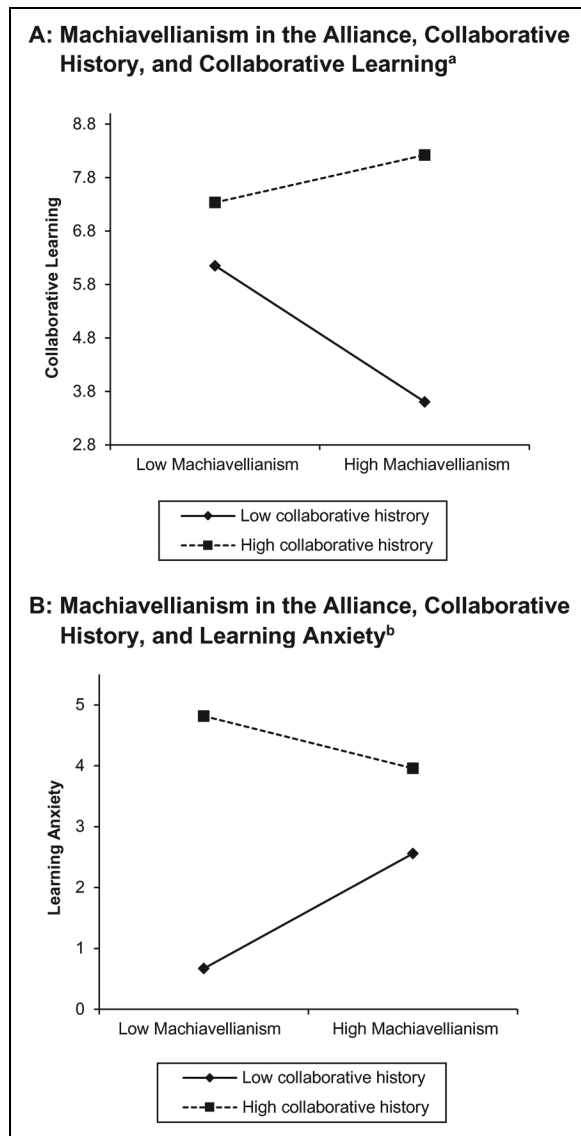 A: Machiavellianism in the Alliance, Collaborative
History, and Collaborative Learningᵃ
8.8
7.8
6.8
5.8
4.8
3.8
2.8
Collaborative Learning
Low Machiavellianism
High Machiavellianism
Low collaborative histrory
High collaborative histrory
B: Machiavellianism in the Alliance, Collaborative
History, and Learning Anxietyᵇ
5
4
3
2
1
0
Learning Anxiety
Low Machiavellianism
High Machiavellianism
Low collaborative history
High collaborative history